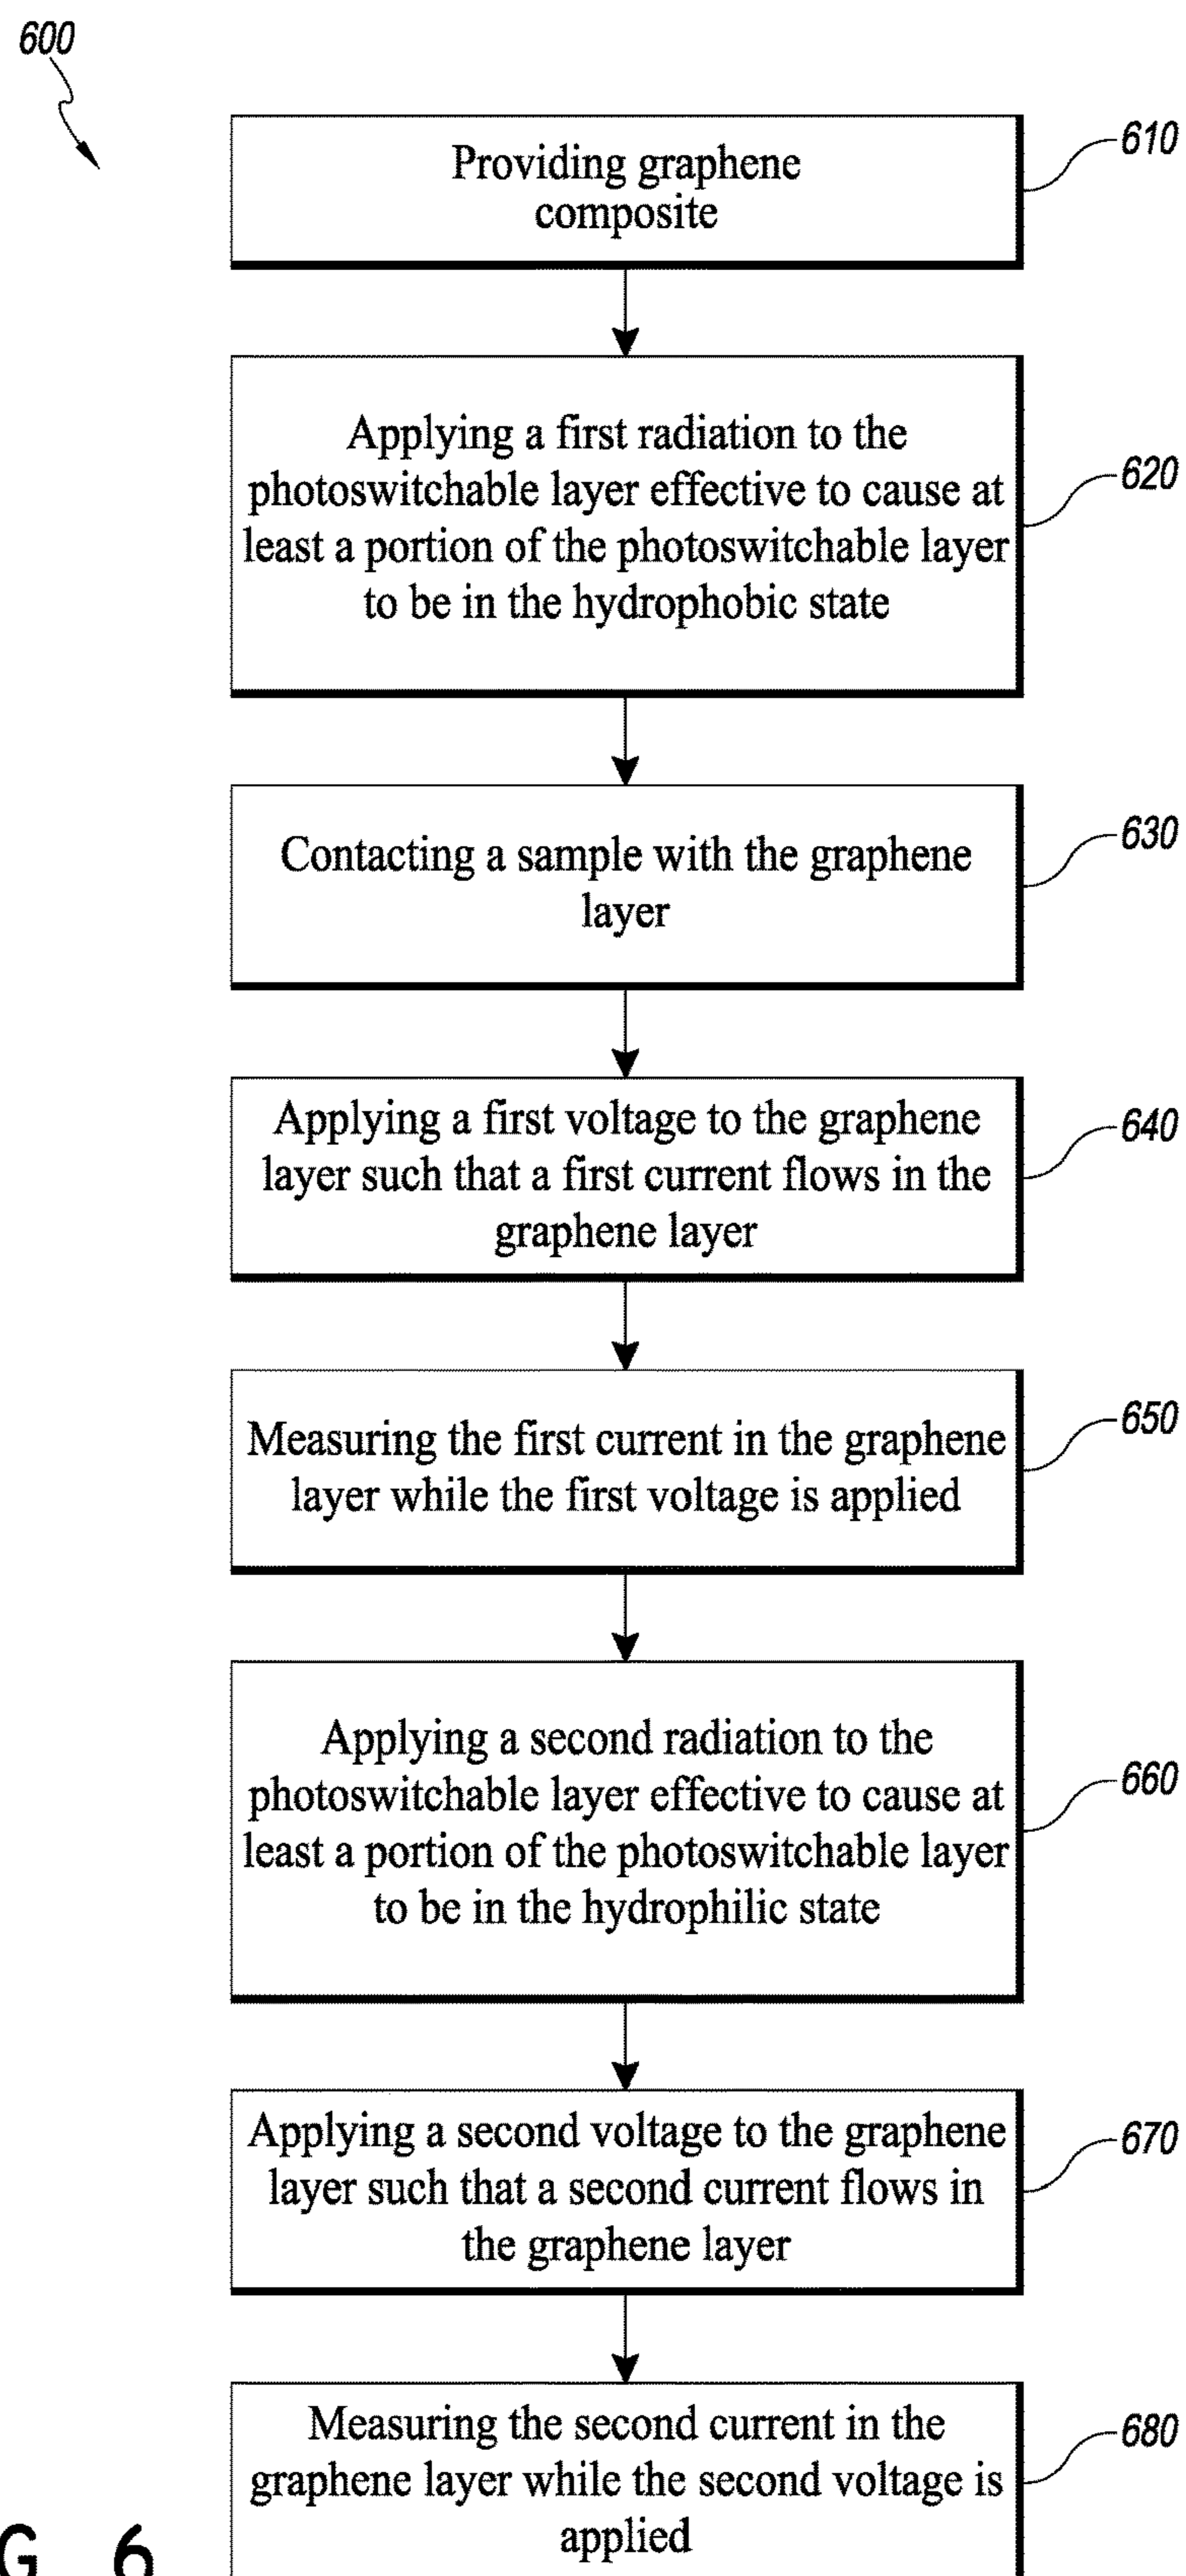 600
Providing graphene
composite
610
Applying a first radiation to the
photoswitchable layer effective to cause at
least a portion of the photoswitchable layer
to be in the hydrophobic state
620
Contacting a sample with the graphene
layer
630
Applying a first voltage to the graphene
layer such that a first current flows in the
graphene layer
640
Measuring the first current in the graphene
layer while the first voltage is applied
650
Applying a second radiation to the
photoswitchable layer effective to cause at
least a portion of the photoswitchable layer
to be in the hydrophilic state
660
Applying a second voltage to the graphene
layer such that a second current flows in
the graphene layer
670
Measuring the second current in the
graphene layer while the second voltage is
applied
680
G. 6